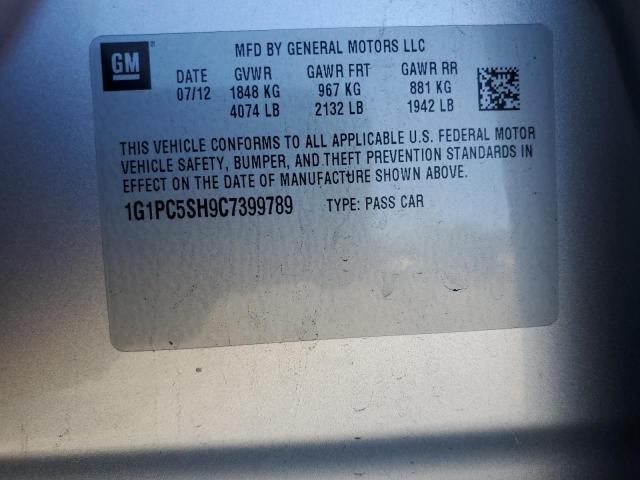 GM
MFD BY GENERAL MOTORS LLC
DATE GVWR GAWR FRT GAWR RR
07/12 1848 KG 967 KG 881 KG
4074 LB 2132 LB 1942 LB
THIS VEHICLE CONFORMS TO ALL APPLICABLE U.S. FEDERAL MOTOR
VEHICLE SAFETY, BUMPER, AND THEFT PREVENTION STANDARDS IN
EFFECT ON THE DATE OF MANUFACTURE SHOWN ABOVE.
1G1PC5SH9C7399789 TYPE: PASS CAR